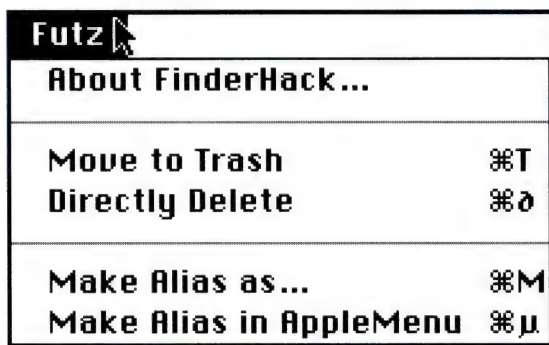 Futz
About FinderHack...
Move to Trash ⌘T
Directly Delete ⌘∂
Make Alias as... ⌘M
Make Alias in AppleMenu ⌘µ